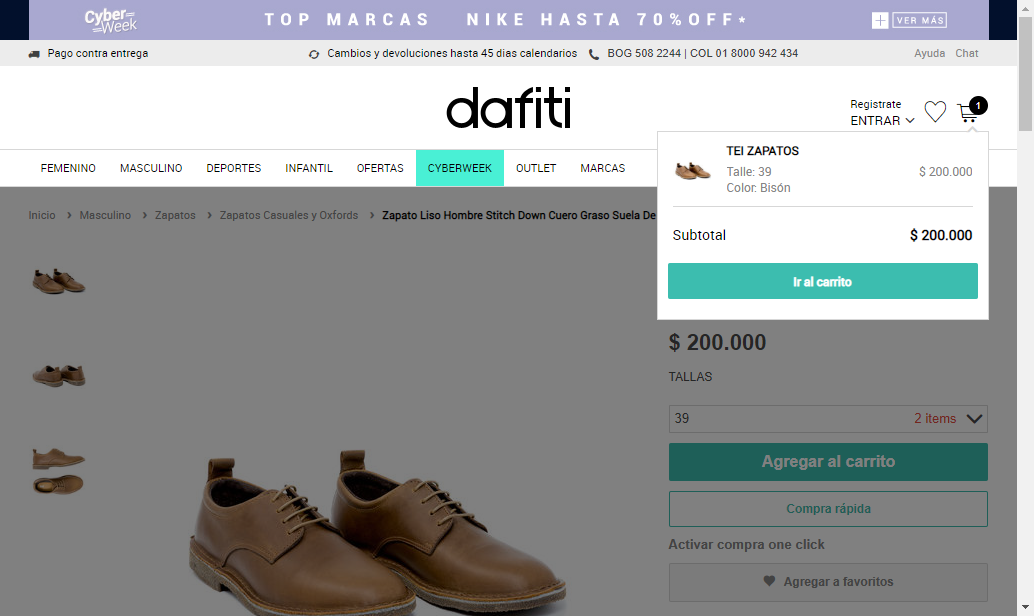 Cyber
Week
TOP MARCAS NIKE HASTA 70%OFF*
VER MÁS
Pago contra entrega
Cambios y devoluciones hasta 45 dias calendarios
BOG 508 2244 | COL 01 8000 942 434
Ayuda Chat
dafiti
Registrate
ENTRAR
1
FEMENINO MASCULINO DEPORTES INFANTIL OFERTAS CYBERWEEK OUTLET MARCAS
TEI ZAPATOS
Talle: 39
$ 200.000
Color: Bisón
Subtotal
$ 200.000
Ir al carrito
Inicio > Masculino > Zapatos > Zapatos Casuales y Oxfords > Zapato Liso Hombre Stitch Down Cuero Graso Suela De
$ 200.000
TALLAS
39 2 items
Agregar al carrito
Compra rápida
Activar compra one click
Agregar a favoritos